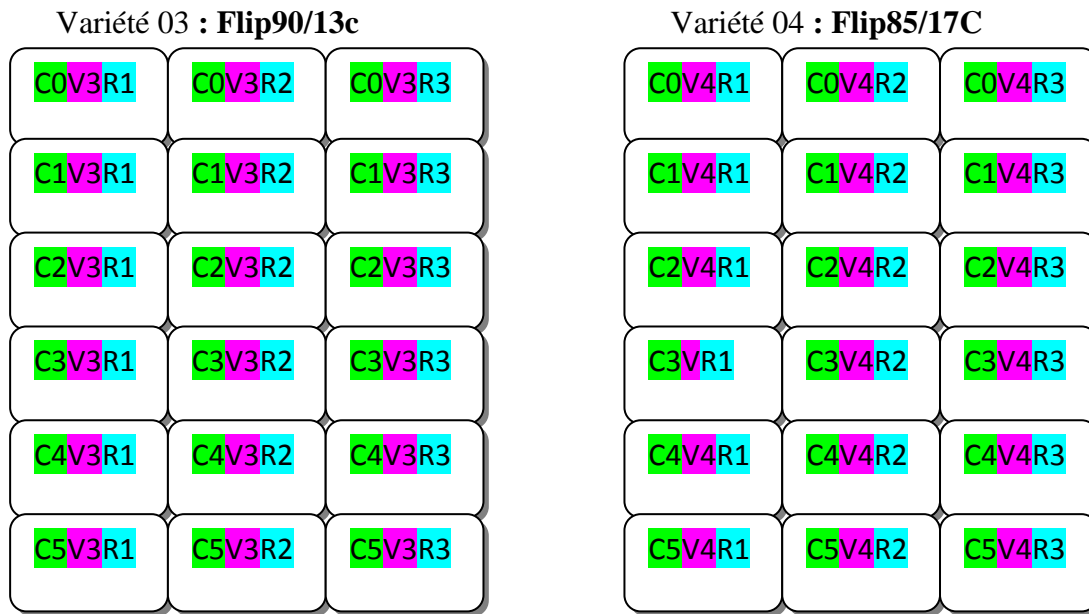 Variété 03 : Flip90/13c
C0V3R1 C0V3R2 C0V3R3
C1V3R1 C1V3R2 C1V3R3
C2V3R1 C2V3R2 C2V3R3
C3V3R1 C3V3R2 C3V3R3
C4V3R1 C4V3R2 C4V3R3
C5V3R1 C5V3R2 C5V3R3
Variété 04 : Flip85/17C
C0V4R1 C0V4R2 C0V4R3
C1V4R1 C1V4R2 C1V4R3
C2V4R1 C2V4R2 C2V4R3
C3VR1 C3V4R2 C3V4R3
C4V4R1 C4V4R2 C4V4R3
C5V4R1 C5V4R2 C5V4R3